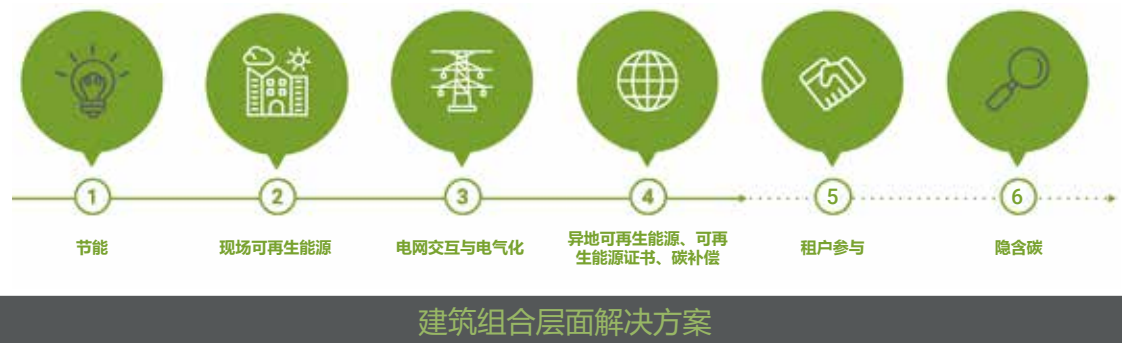 1
2
3
4
5
6
节能
现场可再生能源
电网交互与电气化
异地可再生能源、可再
生能源证书、碳补偿
租户参与
隐含碳
建筑组合层面解决方案